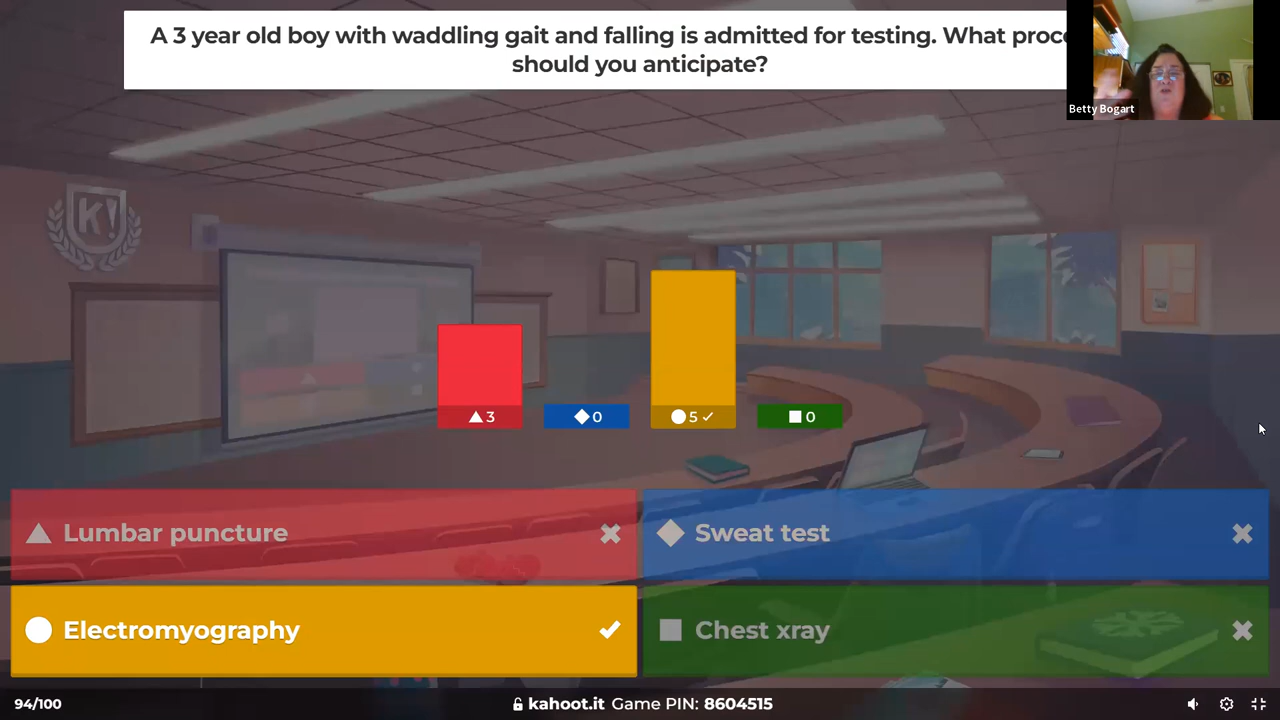 A 3 year old boy with waddling gait and falling is admitted for testing. What
should you anticipate?
Betty Bogart
K!
3
0
5
0
Lumbar puncture
Sweat test
Electromyography
Chest xray
94/100
kahoot.it Game PIN: 8604515